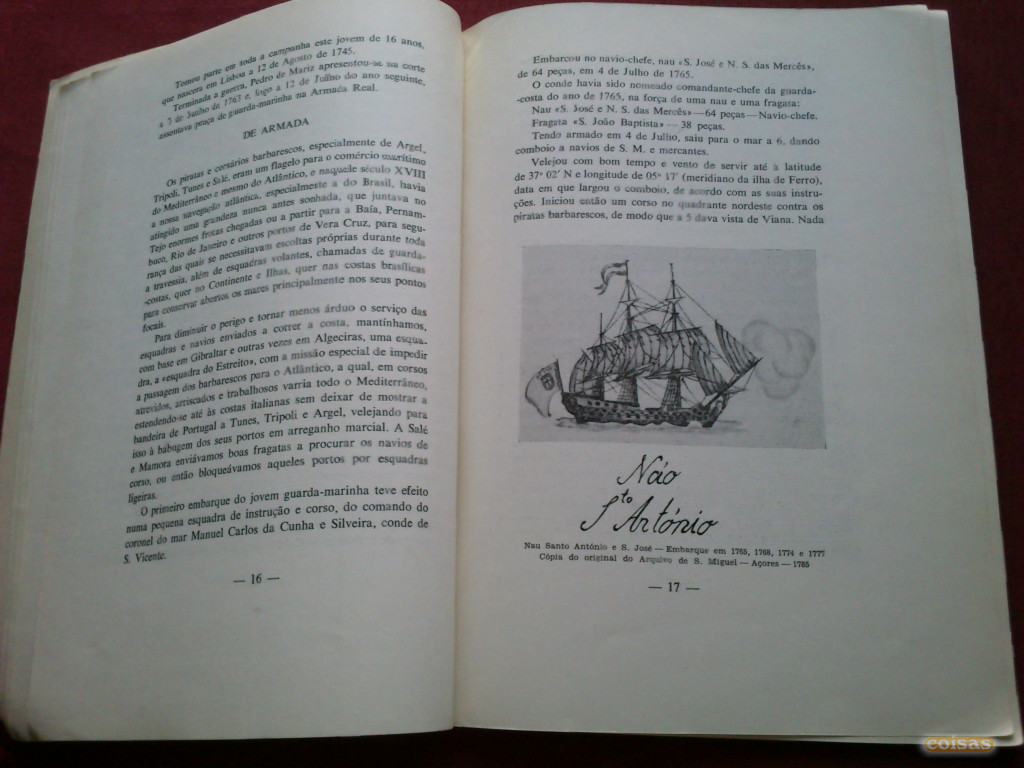 Tomou parte em toda a campanha este jovem de 16 anos,
que nascera em Lisboa a 12 de Agosto de 1745.
Terminada a guerra, Pedro de Mariz apresentou-se na corte
a 5 de Junho de 1763 e, logo a 12 de Julho do ano seguinte,
assentava praça de guarda-marinha na Armada Real.
DE ARMADA
Os piratas e corsários barbarescos, especialmente de Argel,
Tripoli, Tunes e Salé, eram um flagelo para o comércio marítimo
do Mediterrâneo e mesmo do Atlântico, e naquele século XVIII
a nossa navegação atlântica, especialmente a do Brasil, havia
atingido uma grandeza nunca antes sonhada, que juntava no
Tejo enormes frotas chegadas ou a partir para a Baía, Pernam-
buco, Rio de Janeiro e outros portos de Vera Cruz, para segu-
rança das quais se necessitavam escoltas próprias durante toda
a travessia, além de esquadras volantes, chamadas de guarda-
-costas, quer no Continente e Ilhas, quer nas costas brasílicas
para conservar abertos os mares principalmente nos seus pontos
focais.
Para diminuir o perigo e tornar menos árduo o serviço das
esquadras e navios enviados a correr a costa, mantínhamos,
com base em Gibraltar e outras vezes em Algeciras, uma esqua-
dra, a «esquadra do Estreito», com a missão especial de impedir
a passagem dos barbarescos para o Atlântico, a qual, em corsos
atrevidos, arriscados e trabalhosos varria todo o Mediterrâneo,
estendendo-se até às costas italianas sem deixar de mostrar a
bandeira de Portugal a Tunes, Tripoli e Argel, velejando para
isso à babugem dos seus portos em arreganho marcial. A Salé
e Mamora enviávamos boas fragatas a procurar os navios de
corso, ou então bloqueávamos aqueles portos por esquadras
ligeiras.
O primeiro embarque do jovem guarda-marinha teve efeito
numa pequena esquadra de instrução e corso, do comando do
coronel do mar Manuel Carlos da Cunha e Silveira, conde de
S. Vicente.
— 16 —
Embarcou no navio-chefe, nau «S. José e N. S. das Mercês»,
de 64 peças, em 4 de Julho de 1765.
O conde havia sido nomeado comandante-chefe da guarda-
-costa do ano de 1765, na força de uma nau e uma fragata:
Nau «S. José e N. S. das Mercês» — 64 peças — Navio-chefe.
Fragata «S. João Baptista» — 38 peças.
Tendo armado em 4 de Julho, saiu para o mar a 6, dando
comboio a navios de S. M. e mercantes.
Velejou com bom tempo e vento de servir até à latitude
de 37° 02' N e longitude de 05° 17' (meridiano da ilha de Ferro),
data em que largou o comboio, de acordo com as suas instru-
ções. Iniciou então um corso no quadrante nordeste contra os
piratas barbarescos, de modo que a 5 dava vista de Viana. Nada
Náo
Sto António
Nau Santo António e S. José — Embarque em 1765, 1768, 1774 e 1777
Cópia do original do Arquivo de S. Miguel — Açores — 1785
— 17 —
coisas